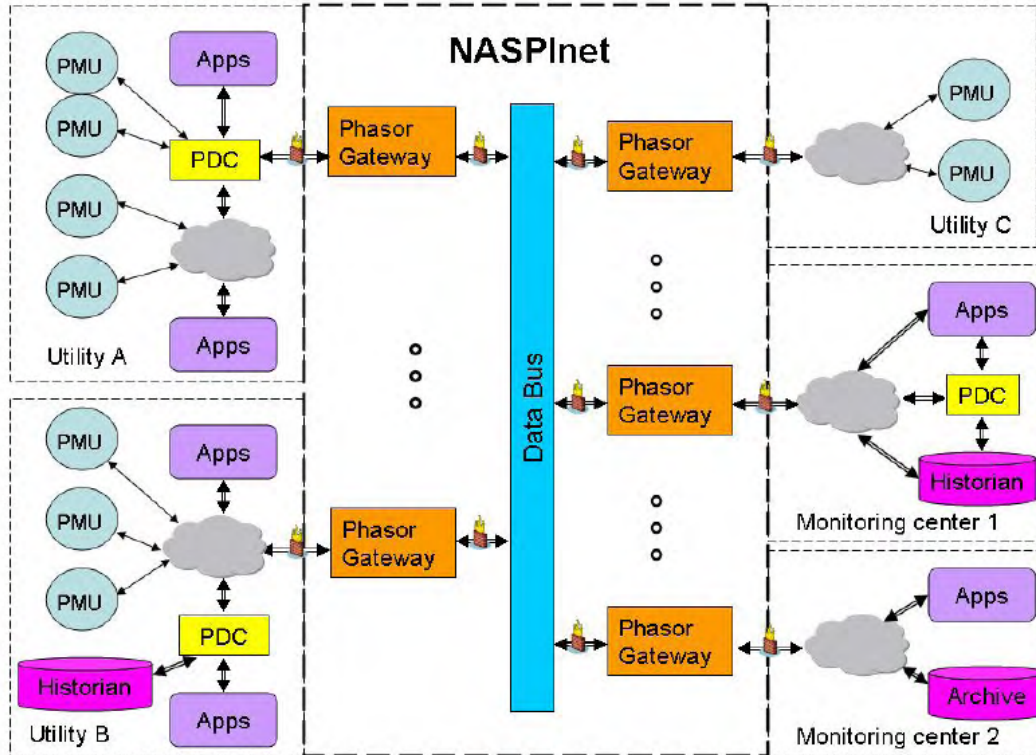 NASPInet
PMU
PMU
PMU
PMU
Apps
PDC
Apps
Utility A
PMU
PMU
PMU
Apps
PDC
Historian
Apps
Utility B
Phasor
Gateway
Phasor
Gateway
Data Bus
Phasor
Gateway
Phasor
Gateway
Phasor
Gateway
PMU
PMU
Utility C
Apps
PDC
Historian
Monitoring center 1
Apps
Archive
Monitoring center 2